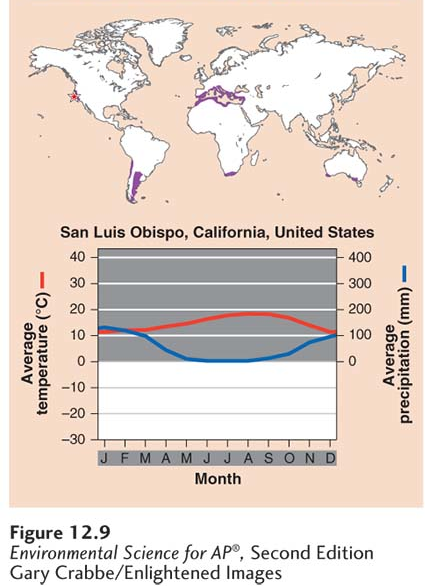 San Luis Obispo, California, United States
40
30
20
10
0
–10
–20
–30
Average
temperature (°C)
400
300
200
100
0
Average
precipitation (mm)
J F M A M J J A S O N D
Month
Figure 12.9
Environmental Science for AP®, Second Edition
Gary Crabbe/Enlightened Images